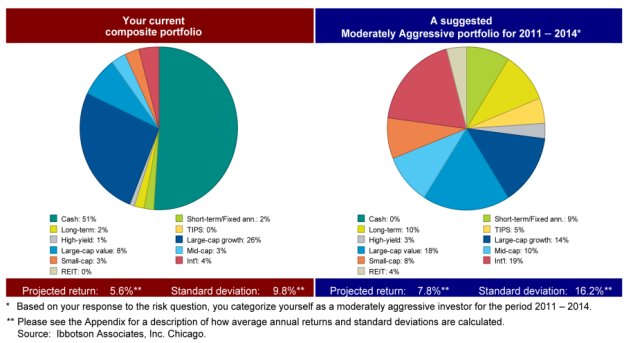 Your current
composite portfolio
A suggested
Moderately Aggressive portfolio for 2011 – 2014*
Cash: 51%
Short-term/Fixed ann.: 2%
Long-term: 2%
TIPS: 0%
High-yield: 1%
Large-cap growth: 26%
Large-cap value: 8%
Mid-cap: 3%
Small-cap: 3%
Int'l: 4%
REIT: 0%
Cash: 0%
Short-term/Fixed ann.: 9%
Long-term: 10%
TIPS: 5%
High-yield: 3%
Large-cap growth: 14%
Large-cap value: 18%
Mid-cap: 10%
Small-cap: 8%
Int'l: 19%
REIT: 4%
Projected return: 5.6%** Standard deviation: 9.8%**
Projected return: 7.8%** Standard deviation: 16.2%**
* Based on your response to the risk question, you categorize yourself as a moderately aggressive investor for the period 2011 – 2014.
** Please see the Appendix for a description of how average annual returns and standard deviations are calculated.
Source: Ibbotson Associates, Inc. Chicago.